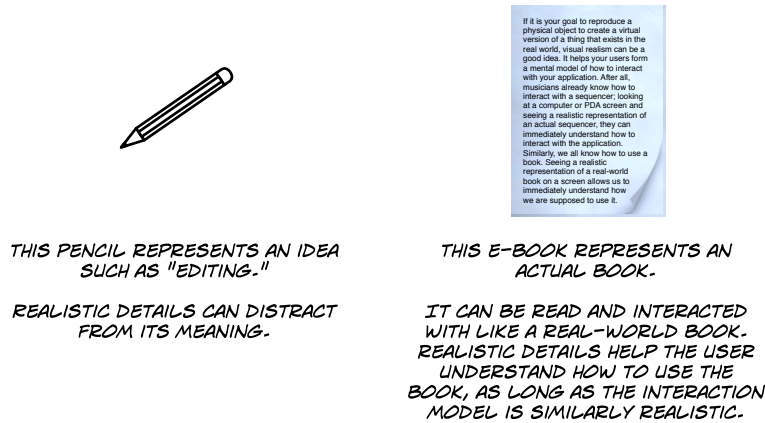 THIS PENCIL REPRESENTS AN IDEA
SUCH AS "EDITING."
REALISTIC DETAILS CAN DISTRACT
FROM ITS MEANING.
If it is your goal to reproduce a
physical object to create a virtual
version of a thing that exists in the
real world, visual realism can be a
good idea. It helps your users form
a mental model of how to interact
with your application. After all,
musicians already know how to
interact with a sequencer; looking
at a computer or PDA screen and
seeing a realistic representation of
an actual sequencer, they can
immediately understand how to
interact with the application.
Similarly, we all know how to use a
book. Seeing a realistic
representation of a real-world
book on a screen allows us to
immediately understand how
we are supposed to use it.
THIS E-BOOK REPRESENTS AN
ACTUAL BOOK.
IT CAN BE READ AND INTERACTED
WITH LIKE A REAL-WORLD BOOK.
REALISTIC DETAILS HELP THE USER
UNDERSTAND HOW TO USE THE
BOOK, AS LONG AS THE INTERACTION
MODEL IS SIMILARLY REALISTIC.